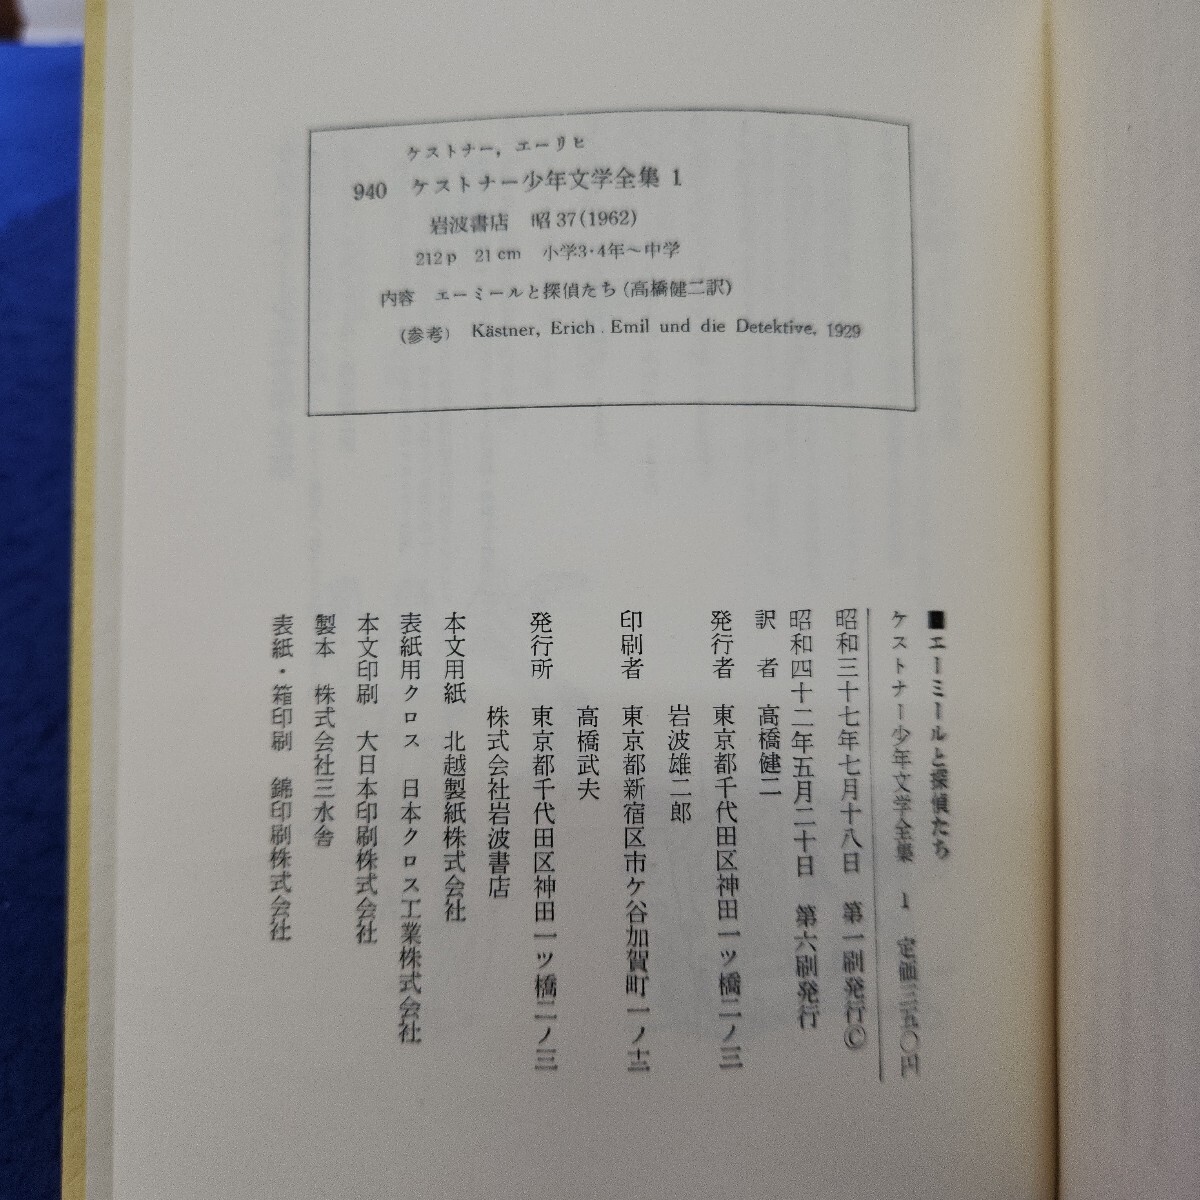 ケストナー，エーリヒ
940 ケストナー少年文学全集 1
岩波書店 昭37(1962)
212p 21cm 小学3・4年～中学
内容 エーミールと探偵たち(高橋健二訳)
(参考) Kästner, Erich. Emil und die Detektive, 1929
■エーミールと探偵たち
ケストナー少年文学全集 1 定価三五〇円
昭和三十七年七月十八日 第一刷発行©
昭和四十二年五月二十日 第六刷発行
訳者 高橋健二
発行者 東京都千代田区神田一ツ橋二ノ三
岩波雄二郎
印刷者 東京都新宿区市ケ谷加賀町一ノ十二
高橋武夫
発行所 東京都千代田区神田一ツ橋二ノ三
株式会社岩波書店
本文用紙 北越製紙株式会社
表紙用クロス 日本クロス工業株式会社
本文印刷 大日本印刷株式会社
製本 株式会社三水舎
表紙・箱印刷 錦印刷株式会社